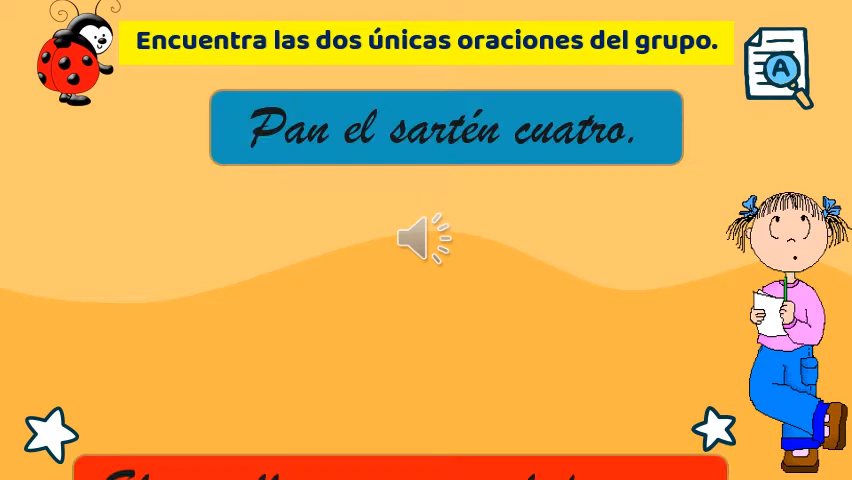 Encuentra las dos únicas oraciones del grupo.
A
Pan el sartén cuatro.